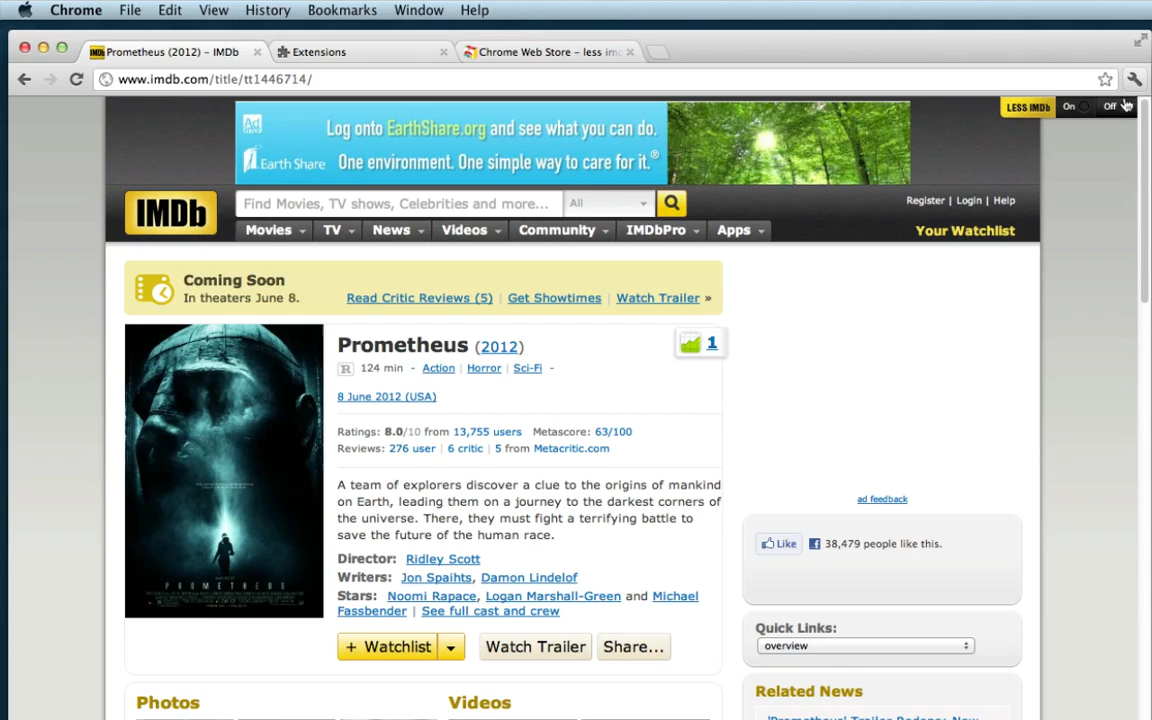 Chrome File Edit View History Bookmarks Window Help
Prometheus (2012) – IMDb Extensions Chrome Web Store – less im
www.imdb.com/title/tt1446714/
LESS IMDb On Off
Ad
Log onto EarthShare.org and see what you can do.
Earth Share One environment. One simple way to care for it.®
IMDb
Find Movies, TV shows, Celebrities and more... All
Register | Login | Help
Movies TV News Videos Community IMDbPro Apps
Your Watchlist
Coming Soon
In theaters June 8.
Read Critic Reviews (5) | Get Showtimes | Watch Trailer »
Prometheus (2012)
1
R 124 min - Action | Horror | Sci-Fi -
8 June 2012 (USA)
Ratings: 8.0/10 from 13,755 users Metascore: 63/100
Reviews: 276 user | 6 critic | 5 from Metacritic.com
A team of explorers discover a clue to the origins of mankind
on Earth, leading them on a journey to the darkest corners of
the universe. There, they must fight a terrifying battle to
save the future of the human race.
Director: Ridley Scott
Writers: Jon Spaihts, Damon Lindelof
Stars: Noomi Rapace, Logan Marshall-Green and Michael
Fassbender | See full cast and crew
+ Watchlist Watch Trailer Share...
PROMETHEUS
Photos Videos
ad feedback
Like 38,479 people like this.
Quick Links:
overview
Related News
'Prometheus' Trailer Redone: Now